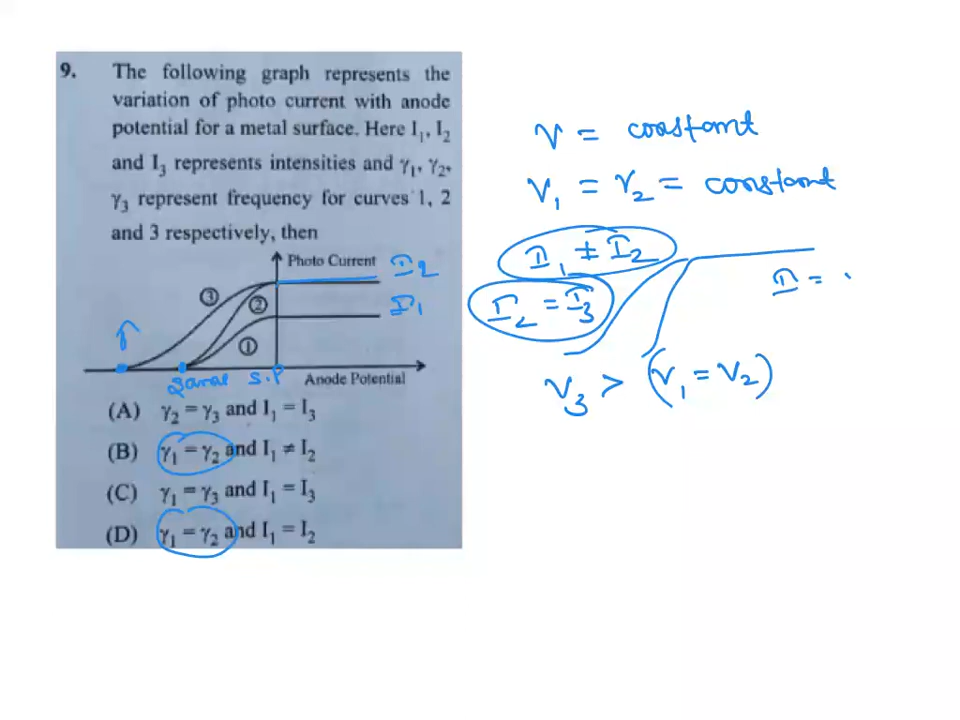 9. The following graph represents the
variation of photo current with anode
potential for a metal surface. Here I₁, I₂
and I₃ represents intensities and γ₁, γ₂,
γ₃ represent frequency for curves 1, 2
and 3 respectively, then
Photo Current I₂
③
② I₁
①
same S.P Anode Potential
(A) γ₂ = γ₃ and I₁ = I₃
(B) γ₁ = γ₂ and I₁ ≠ I₂
(C) γ₁ = γ₃ and I₁ = I₃
(D) γ₁ = γ₂ and I₁ = I₂
ν = constant
ν₁ = ν₂ = constant
I₁ ≠ I₂
I₂ = I₃
I =
ν₃ > (ν₁ = ν₂)